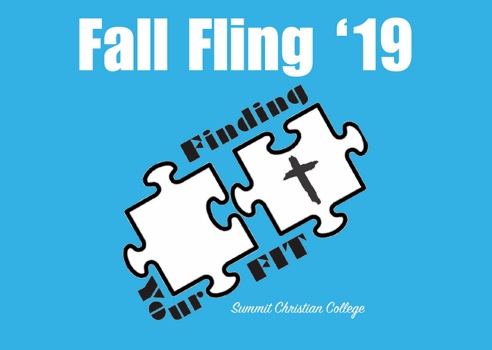 Fall Fling ‘19
Finding
Your FIT
Summit Christian College